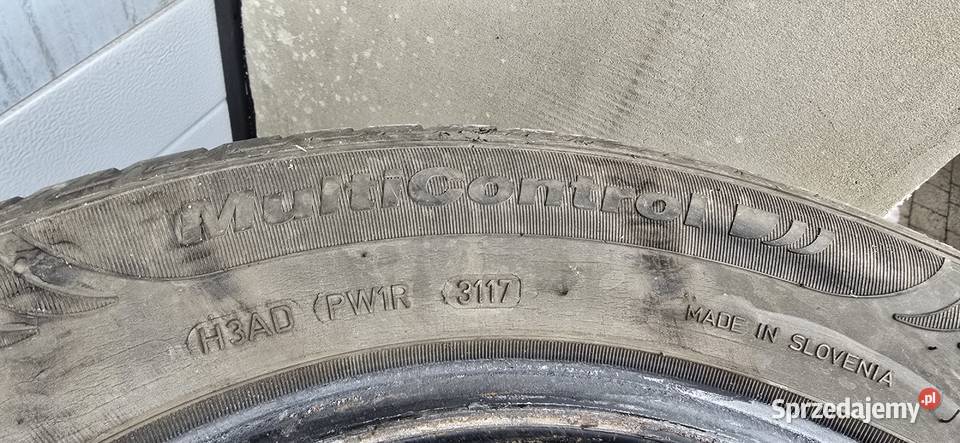 MultiControl
H3AD PW1R 3117
MADE IN SLOVENIA
Sprzedajemy.pl